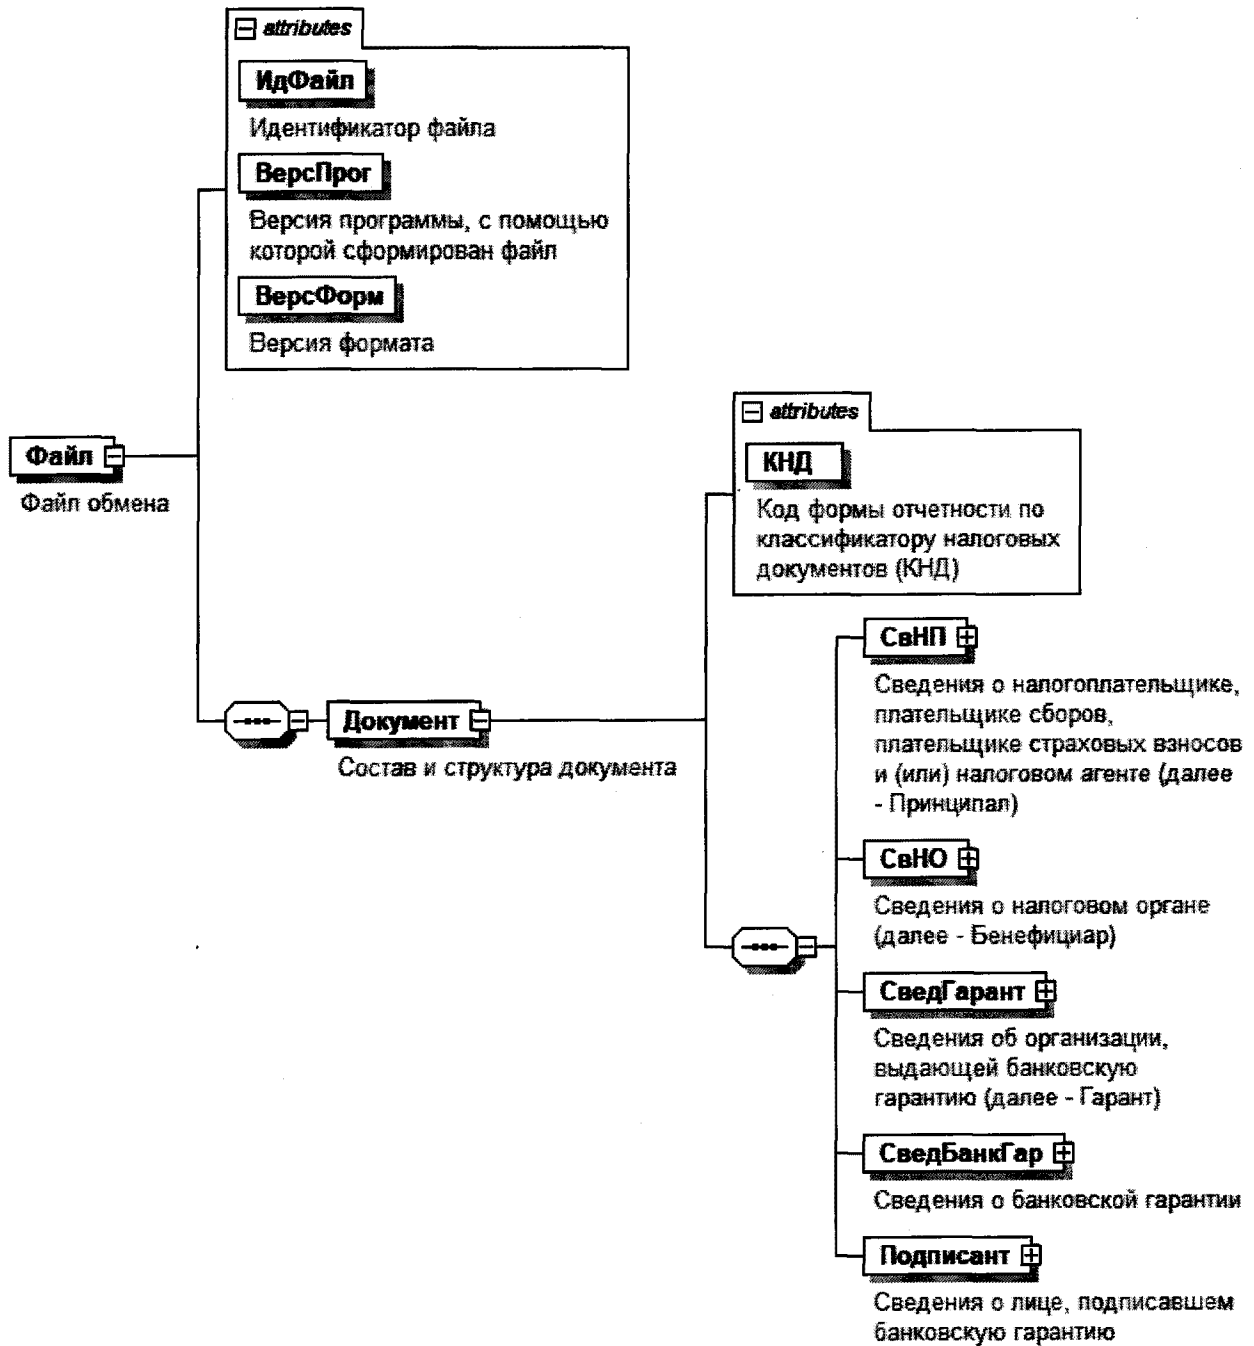 attributes
ИдФайл
Идентификатор файла
ВерсПрог
Версия программы, с помощью
которой сформирован файл
ВерсФорм
Версия формата
Файл
Файл обмена
Документ
Состав и структура документа
attributes
КНД
Код формы отчетности по
классификатору налоговых
документов (КНД)
СвНП
Сведения о налогоплательщике,
плательщике сборов,
плательщике страховых взносов
и (или) налоговом агенте (далее
- Принципал)
СвНО
Сведения о налоговом органе
(далее - Бенефициар)
СведГарант
Сведения об организации,
выдающей банковскую
гарантию (далее - Гарант)
СведБанкГар
Сведения о банковской гарантии
Подписант
Сведения о лице, подписавшем
банковскую гарантию